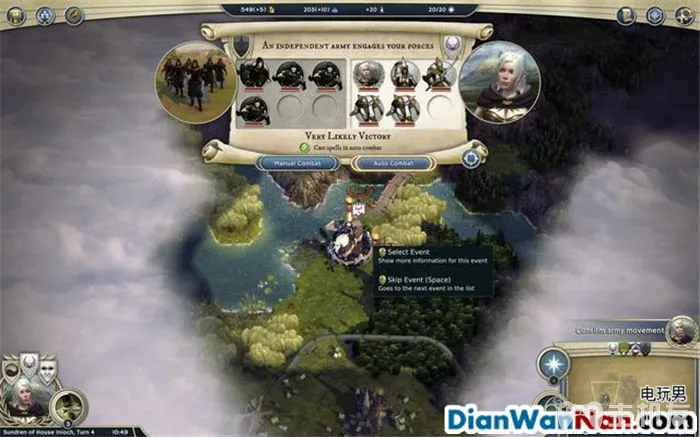 549(+5) 203(+10) +20 20/20
An independent army engages your forces
Very Likely Victory
Cast spells in auto combat
Manual Combat Auto Combat
Select Event
Show more information for this event
Skip Event (Space)
Goes to the next event in the list
Confirm army movement
Sundren of House Inioch, Turn 4 10:49
电玩男
DianWanNan.com